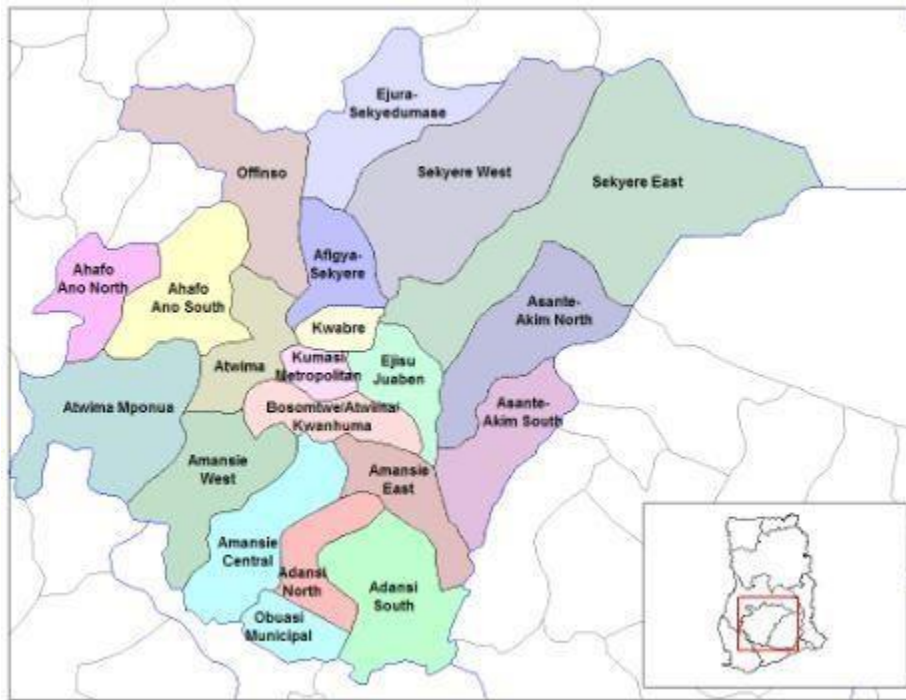 Ejura-
Sekyedumase
Offinso
Sekyere West
Sekyere East
Afigya-
Sekyere
Ahafo
Ano North
Ahafo
Ano South
Asante-
Akim North
Kwabre
Atwima
Kumasi
Metropolitan
Ejisu
Juaben
Atwima Mponua
Bosomtwe/Atwima/
Kwanhuma
Asante-
Akim South
Amansie
West
Amansie
East
Amansie
Central
Adansi
North
Adansi
South
Obuasi
Municipal